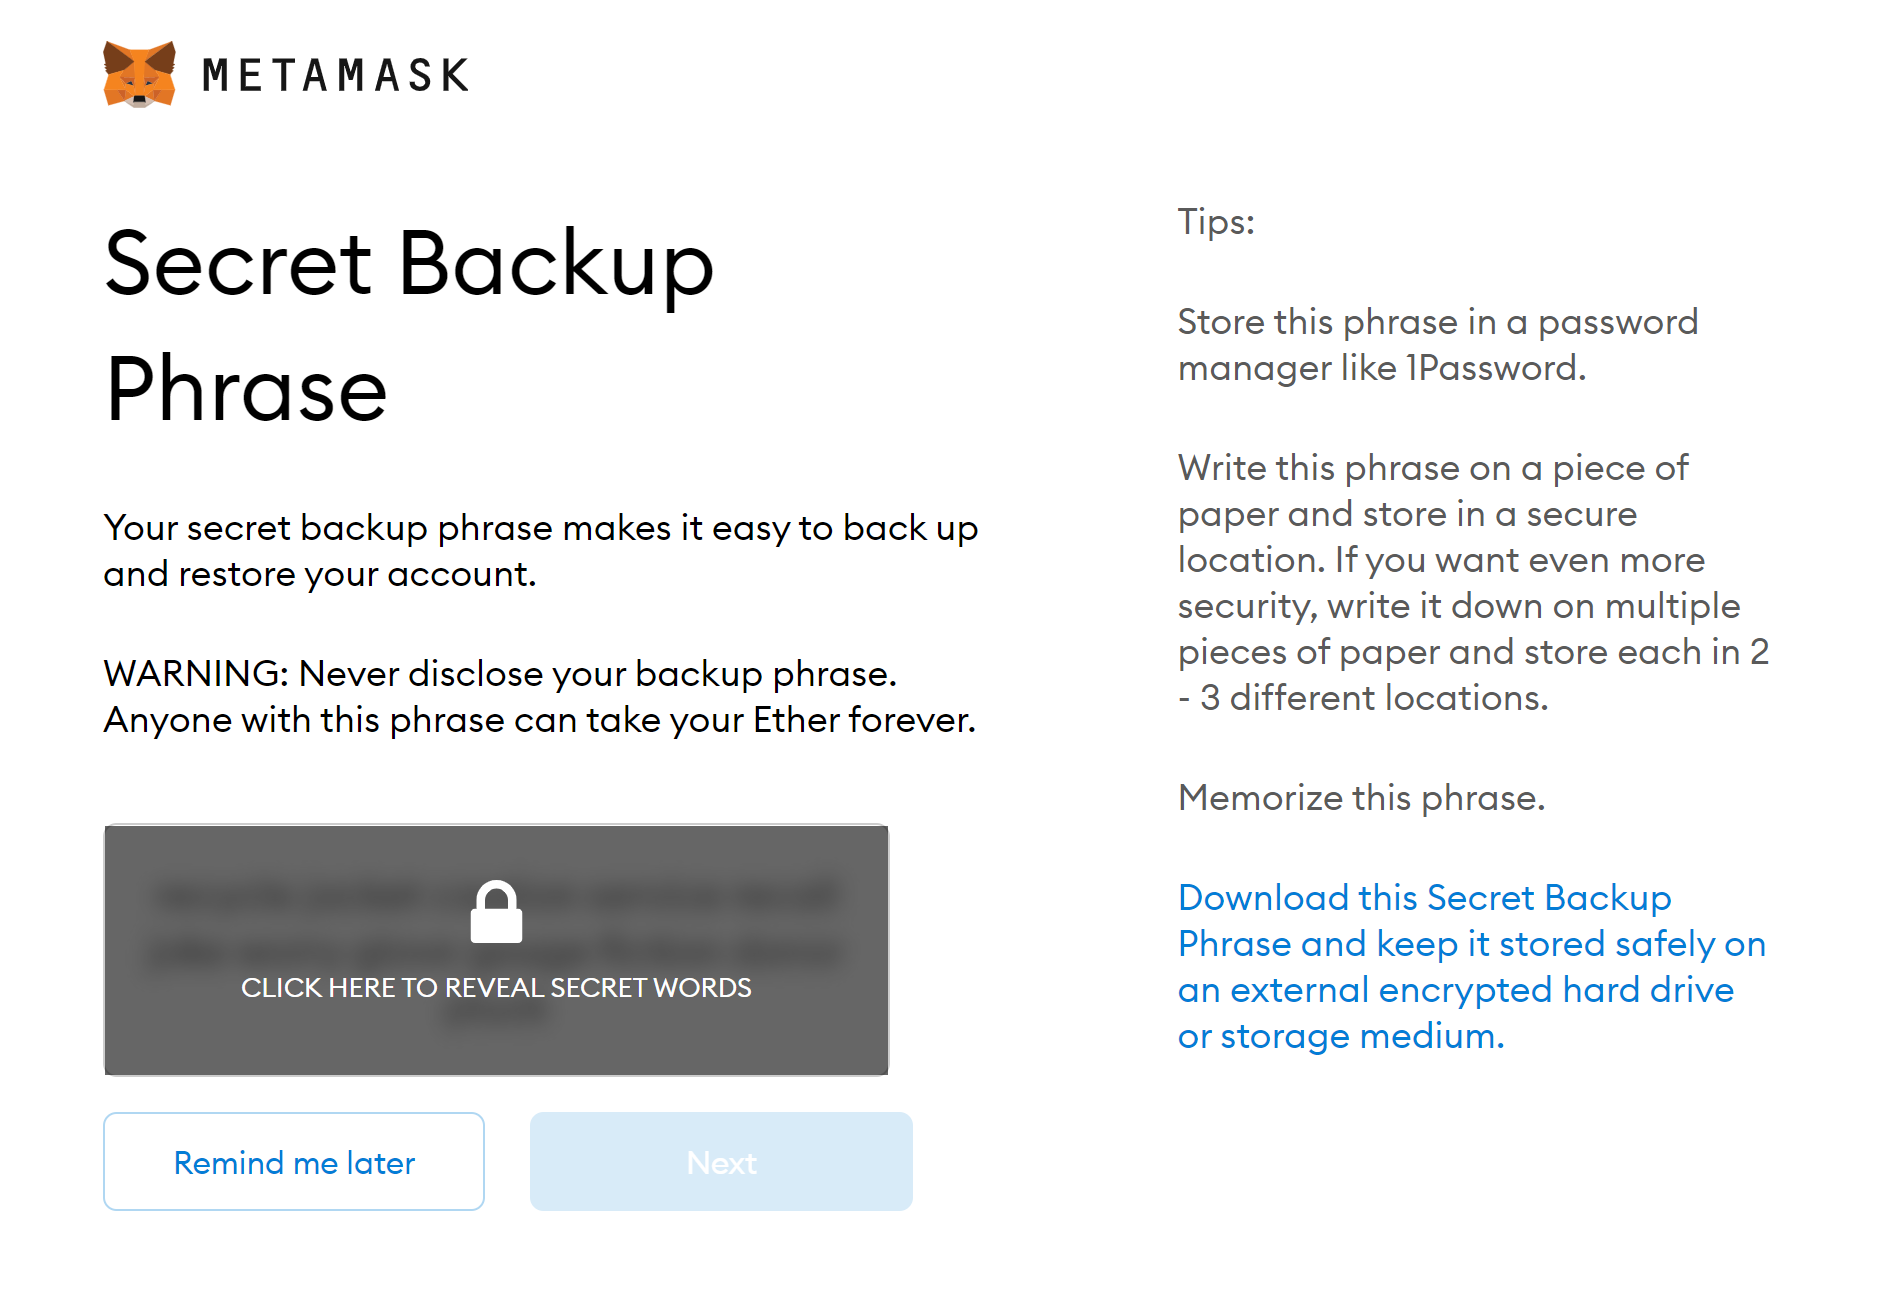 METAMASK
Secret Backup
Phrase
Your secret backup phrase makes it easy to back up
and restore your account.
WARNING: Never disclose your backup phrase.
Anyone with this phrase can take your Ether forever.
CLICK HERE TO REVEAL SECRET WORDS
Remind me later
Next
Tips:
Store this phrase in a password
manager like 1Password.
Write this phrase on a piece of
paper and store in a secure
location. If you want even more
security, write it down on multiple
pieces of paper and store each in 2
- 3 different locations.
Memorize this phrase.
Download this Secret Backup
Phrase and keep it stored safely on
an external encrypted hard drive
or storage medium.